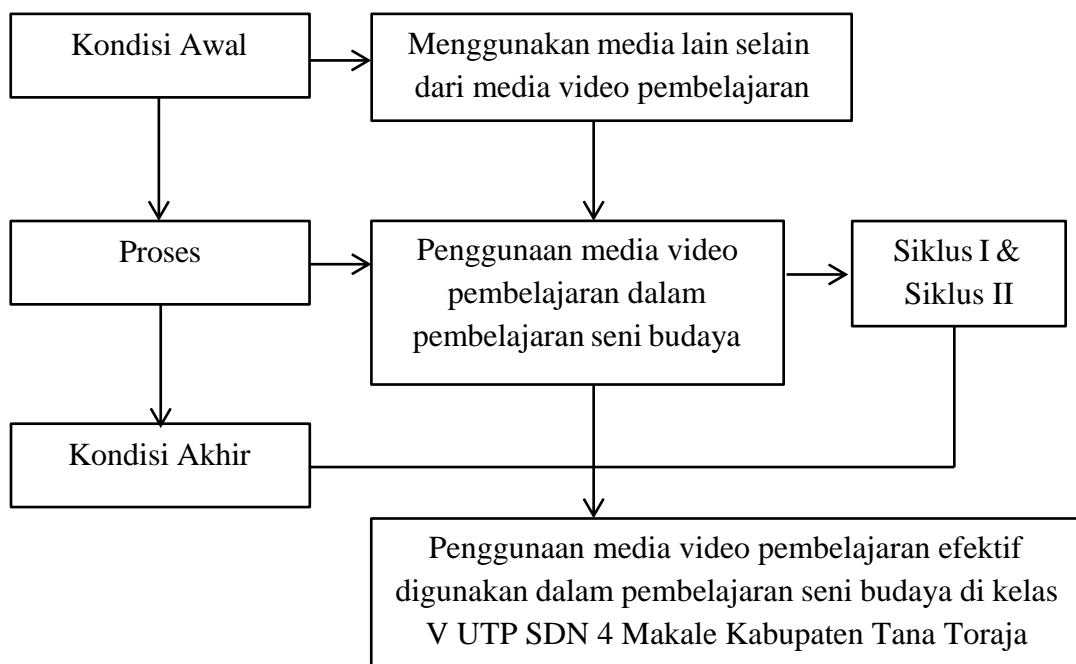 Kondisi Awal
Menggunakan media lain selain
dari media video pembelajaran
Proses
Penggunaan media video
pembelajaran dalam
pembelajaran seni budaya
Siklus I &
Siklus II
Kondisi Akhir
Penggunaan media video pembelajaran efektif
digunakan dalam pembelajaran seni budaya di kelas
V UTP SDN 4 Makale Kabupaten Tana Toraja